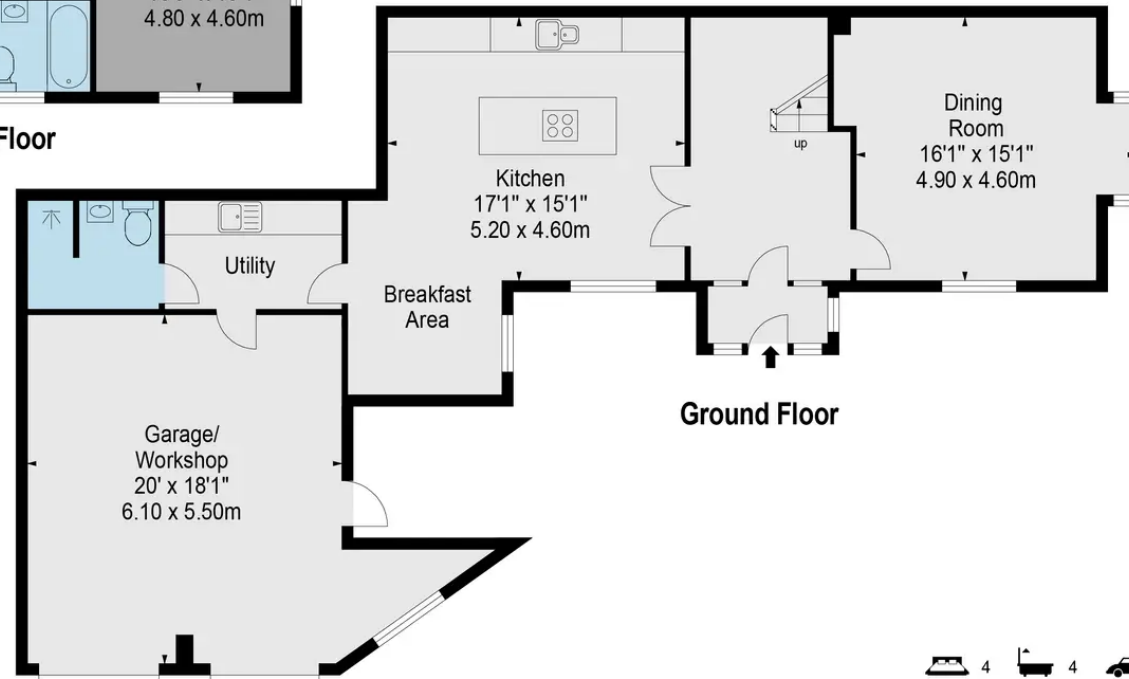 4.80 x 4.60m
Floor
Kitchen
17'1" x 15'1"
5.20 x 4.60m
up
Dining
Room
16'1" x 15'1"
4.90 x 4.60m
Utility
Breakfast
Area
Garage/
Workshop
20' x 18'1"
6.10 x 5.50m
Ground Floor
4
4